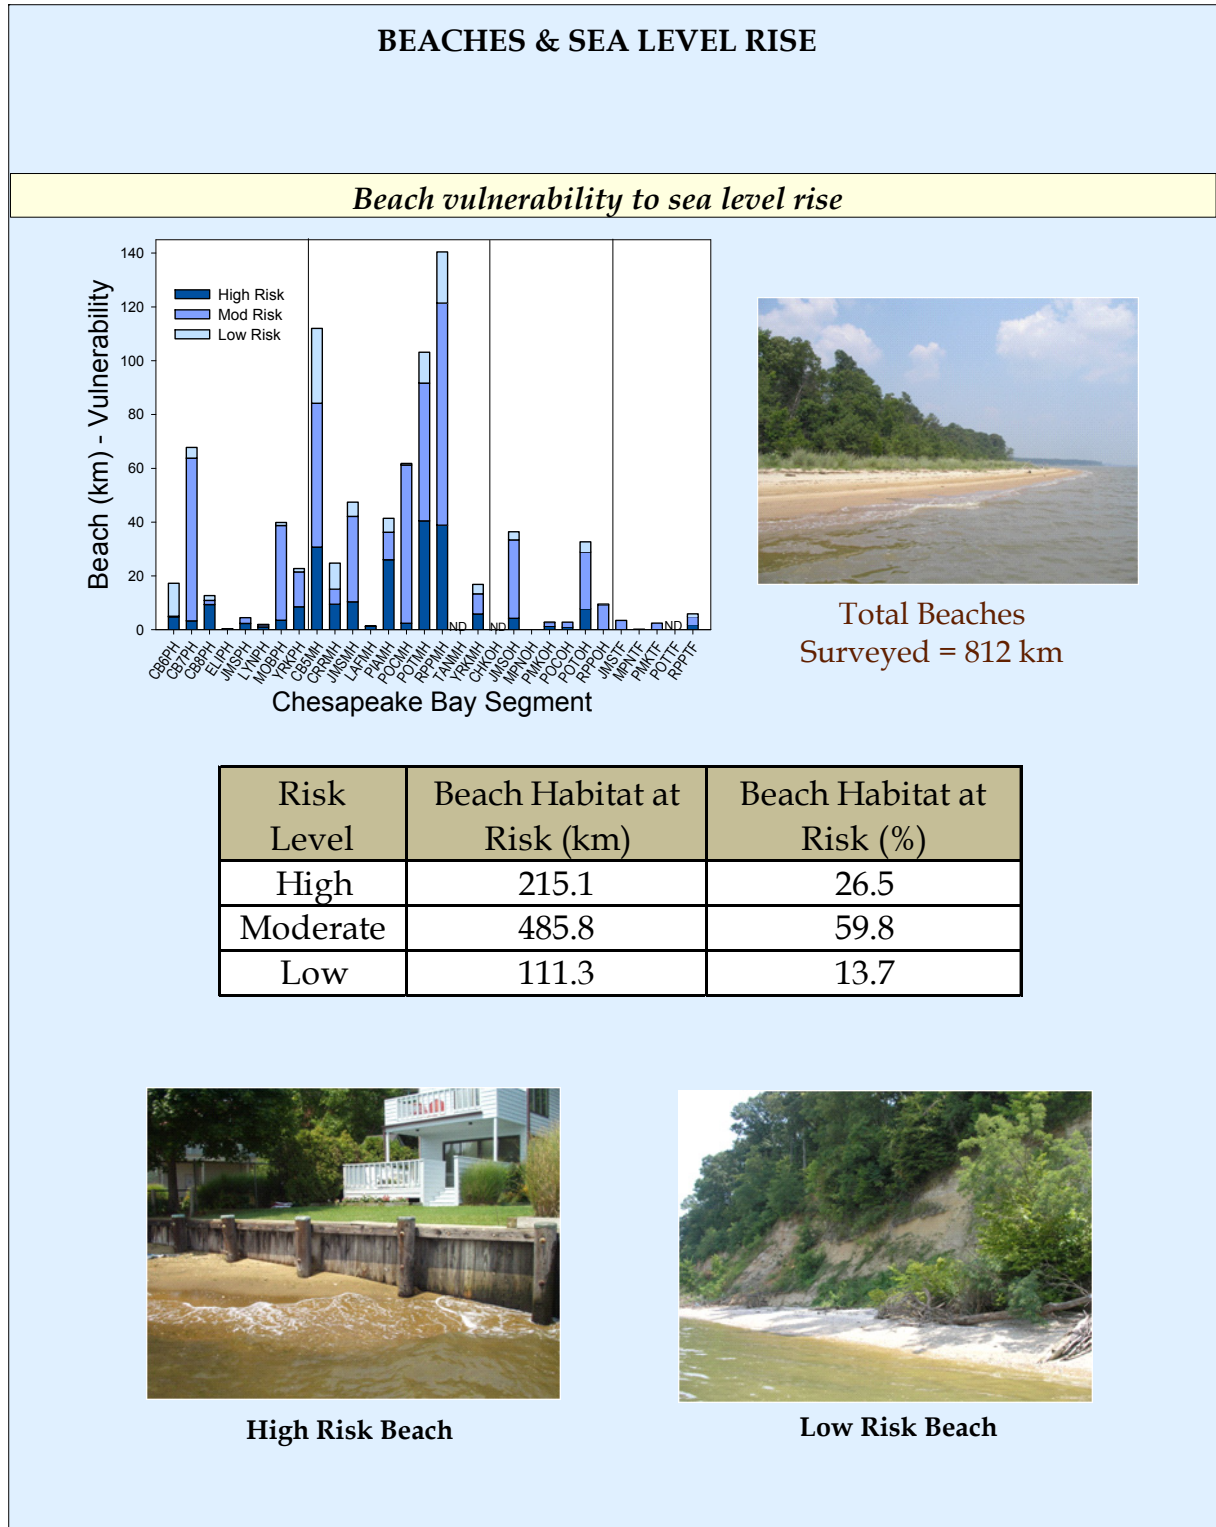 BEACHES & SEA LEVEL RISE
Beach vulnerability to sea level rise
Beach (km) - Vulnerability
140
120
100
80
60
40
20
0
High Risk
Mod Risk
Low Risk
ND
ND
ND
CB6PH
CB7PH
CB8PH
ELIPH
JMSPH
LYNPH
MOBPH
YRKPH
CB5MH
CRRMH
JMSMH
LAFMH
PIAMH
POCMH
POTMH
RPPMH
TANMH
YRKMH
CHKOH
JMSOH
MPNOH
PMKOH
POCOH
POTOH
RPPOH
JMSTF
MPNTF
PMKTF
POTTF
RPPTF
Chesapeake Bay Segment
Total Beaches
Surveyed = 812 km
Risk Level
Beach Habitat at Risk (km)
Beach Habitat at Risk (%)
High 215.1 26.5
Moderate 485.8 59.8
Low 111.3 13.7
High Risk Beach
Low Risk Beach